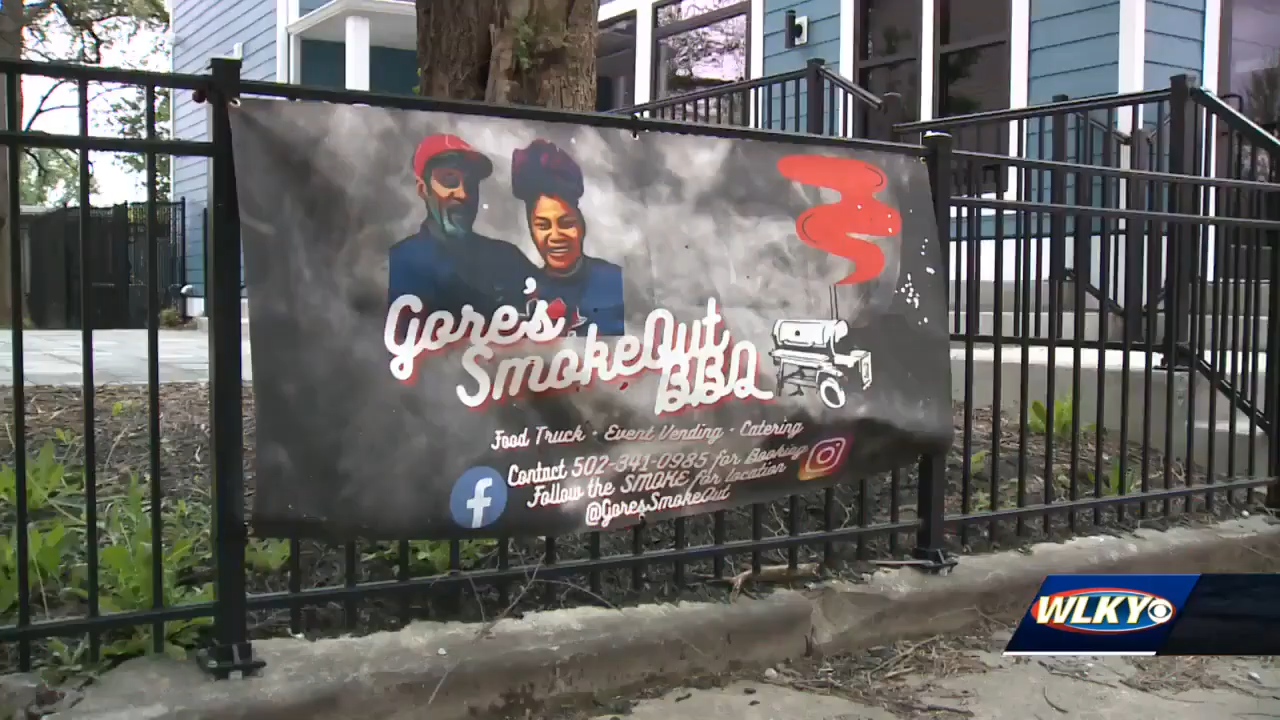 Gore's
SmokeOut
BBQ
Food Truck · Event Vending · Catering
Contact 502-341-0985 for Booking
Follow the SMOKE for location
@GoresSmokeOut
WLKY